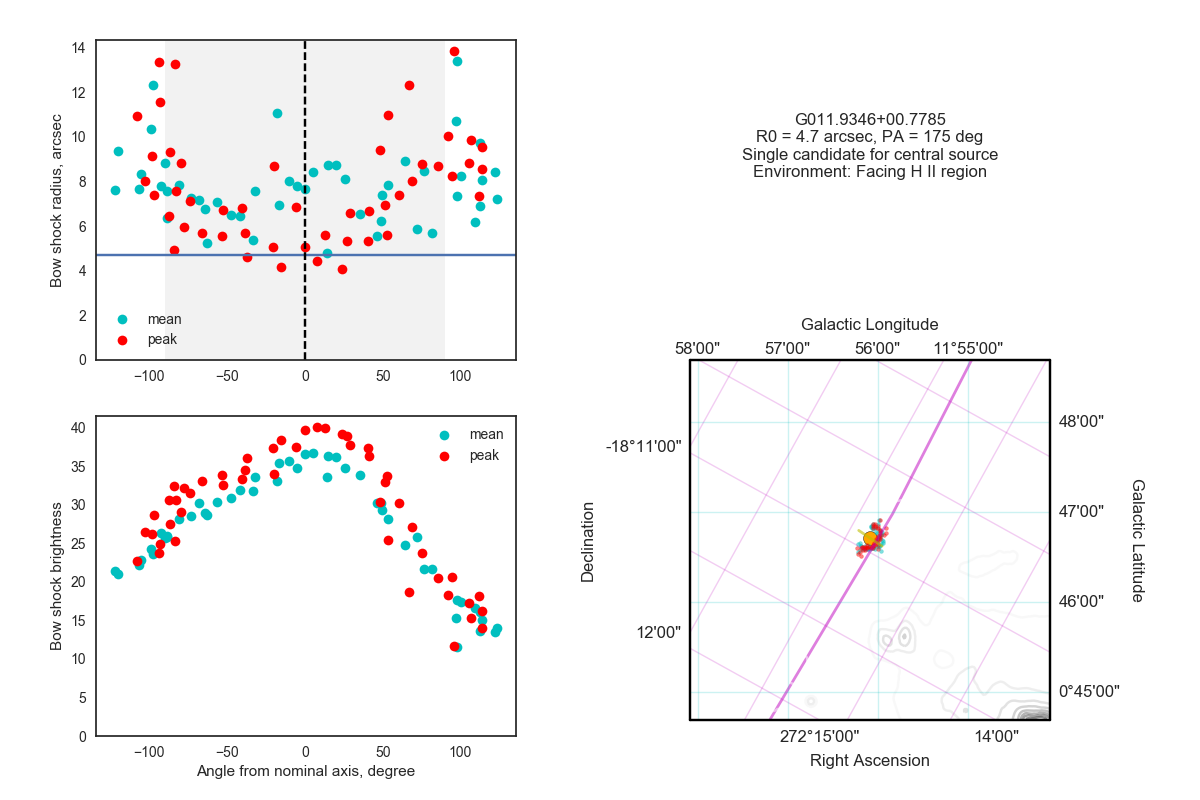 14
12
10
8
6
4
2
0
Bow shock radius, arcsec
mean
peak
−100
−50
0
50
100
G011.9346+00.7785
R0 = 4.7 arcsec, PA = 175 deg
Single candidate for central source
Environment: Facing H II region
40
35
30
25
20
15
10
5
0
Bow shock brightness
mean
peak
−100
−50
0
50
100
Angle from nominal axis, degree
Galactic Longitude
58'00"
57'00"
56'00"
11°55'00"
-18°11'00"
12'00"
Declination
48'00"
47'00"
46'00"
0°45'00"
Galactic Latitude
272°15'00"
14'00"
Right Ascension